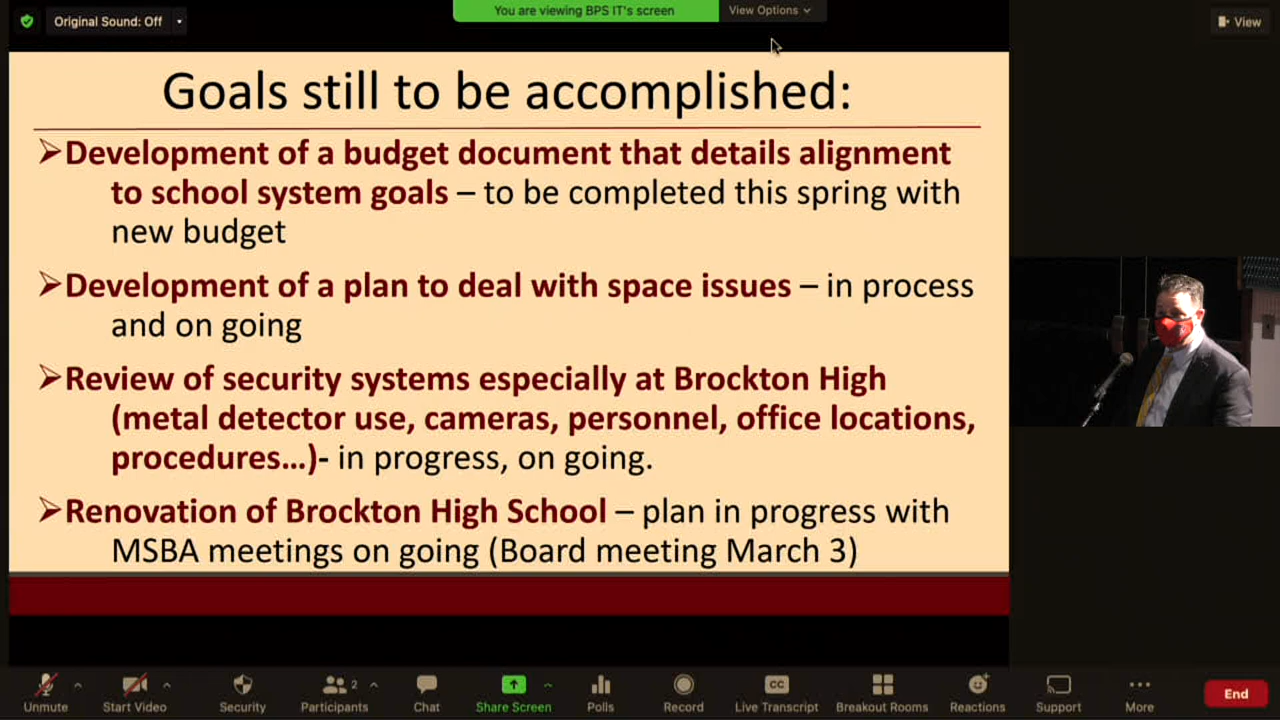 Original Sound: Off
You are viewing BPS IT's screen
View Options
View
Goals still to be accomplished:
➢Development of a budget document that details alignment
to school system goals – to be completed this spring with
new budget
➢Development of a plan to deal with space issues – in process
and on going
➢Review of security systems especially at Brockton High
(metal detector use, cameras, personnel, office locations,
procedures…)- in progress, on going.
➢Renovation of Brockton High School – plan in progress with
MSBA meetings on going (Board meeting March 3)
Unmute
Start Video
Security
Participants 2
Chat
Share Screen
Polls
Record
CC Live Transcript
Breakout Rooms
Reactions
Support
More
End